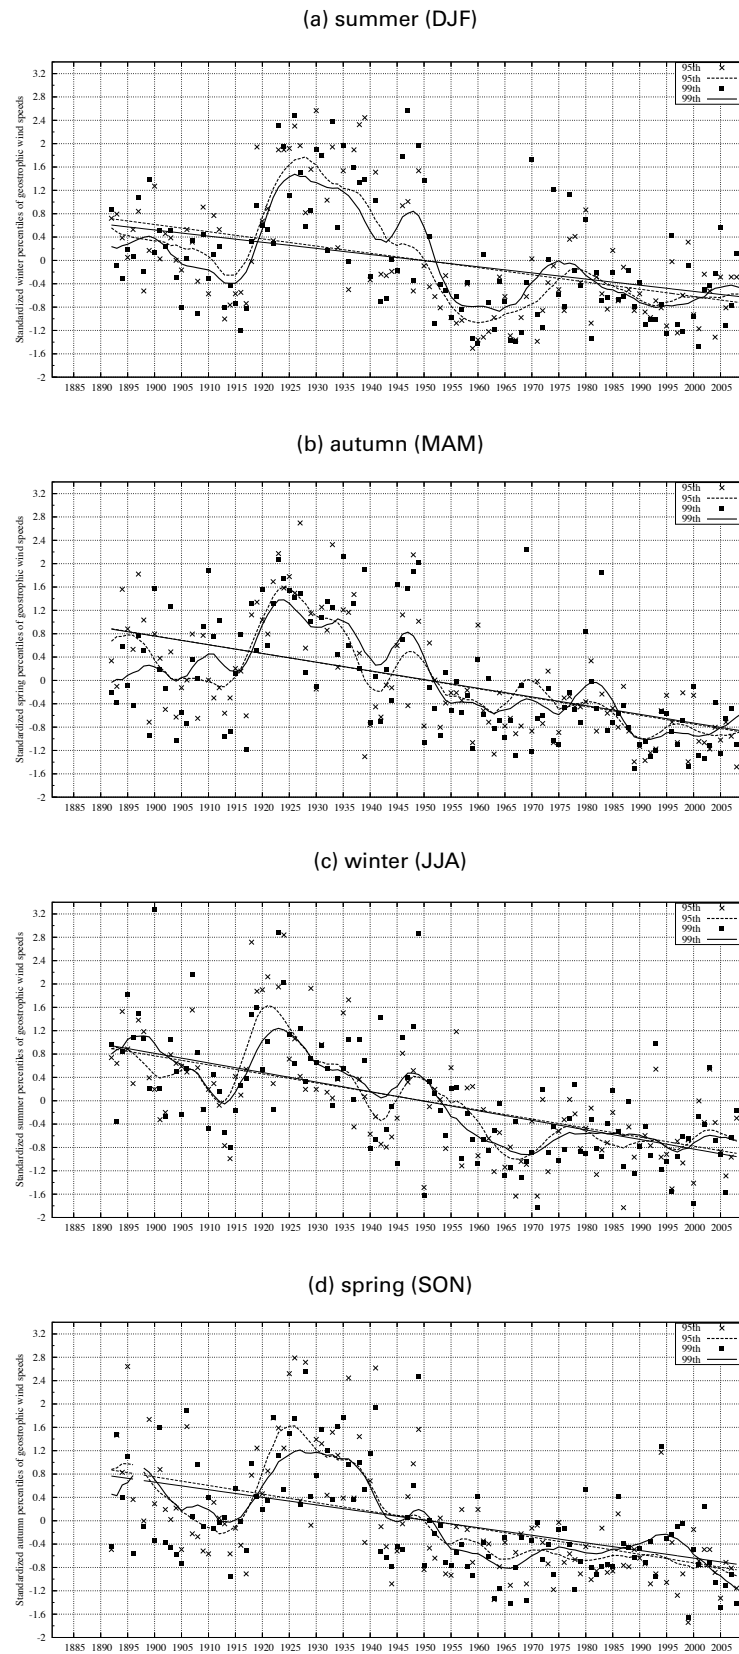 (a) summer (DJF)
Standardized winter percentiles of geostrophic wind speeds
3.2
2.8
2.4
2
1.6
1.2
0.8
0.4
0
-0.4
-0.8
-1.2
-1.6
-2
95th
95th
99th
99th
1885 1890 1895 1900 1905 1910 1915 1920 1925 1930 1935 1940 1945 1950 1955 1960 1965 1970 1975 1980 1985 1990 1995 2000 2005
(b) autumn (MAM)
Standardized spring percentiles of geostrophic wind speeds
3.2
2.8
2.4
2
1.6
1.2
0.8
0.4
0
-0.4
-0.8
-1.2
-1.6
-2
95th
95th
99th
99th
1885 1890 1895 1900 1905 1910 1915 1920 1925 1930 1935 1940 1945 1950 1955 1960 1965 1970 1975 1980 1985 1990 1995 2000 2005
(c) winter (JJA)
Standardized summer percentiles of geostrophic wind speeds
3.2
2.8
2.4
2
1.6
1.2
0.8
0.4
0
-0.4
-0.8
-1.2
-1.6
-2
95th
95th
99th
99th
1885 1890 1895 1900 1905 1910 1915 1920 1925 1930 1935 1940 1945 1950 1955 1960 1965 1970 1975 1980 1985 1990 1995 2000 2005
(d) spring (SON)
Standardized autumn percentiles of geostrophic wind speeds
3.2
2.8
2.4
2
1.6
1.2
0.8
0.4
0
-0.4
-0.8
-1.2
-1.6
-2
95th
95th
99th
99th
1885 1890 1895 1900 1905 1910 1915 1920 1925 1930 1935 1940 1945 1950 1955 1960 1965 1970 1975 1980 1985 1990 1995 2000 2005